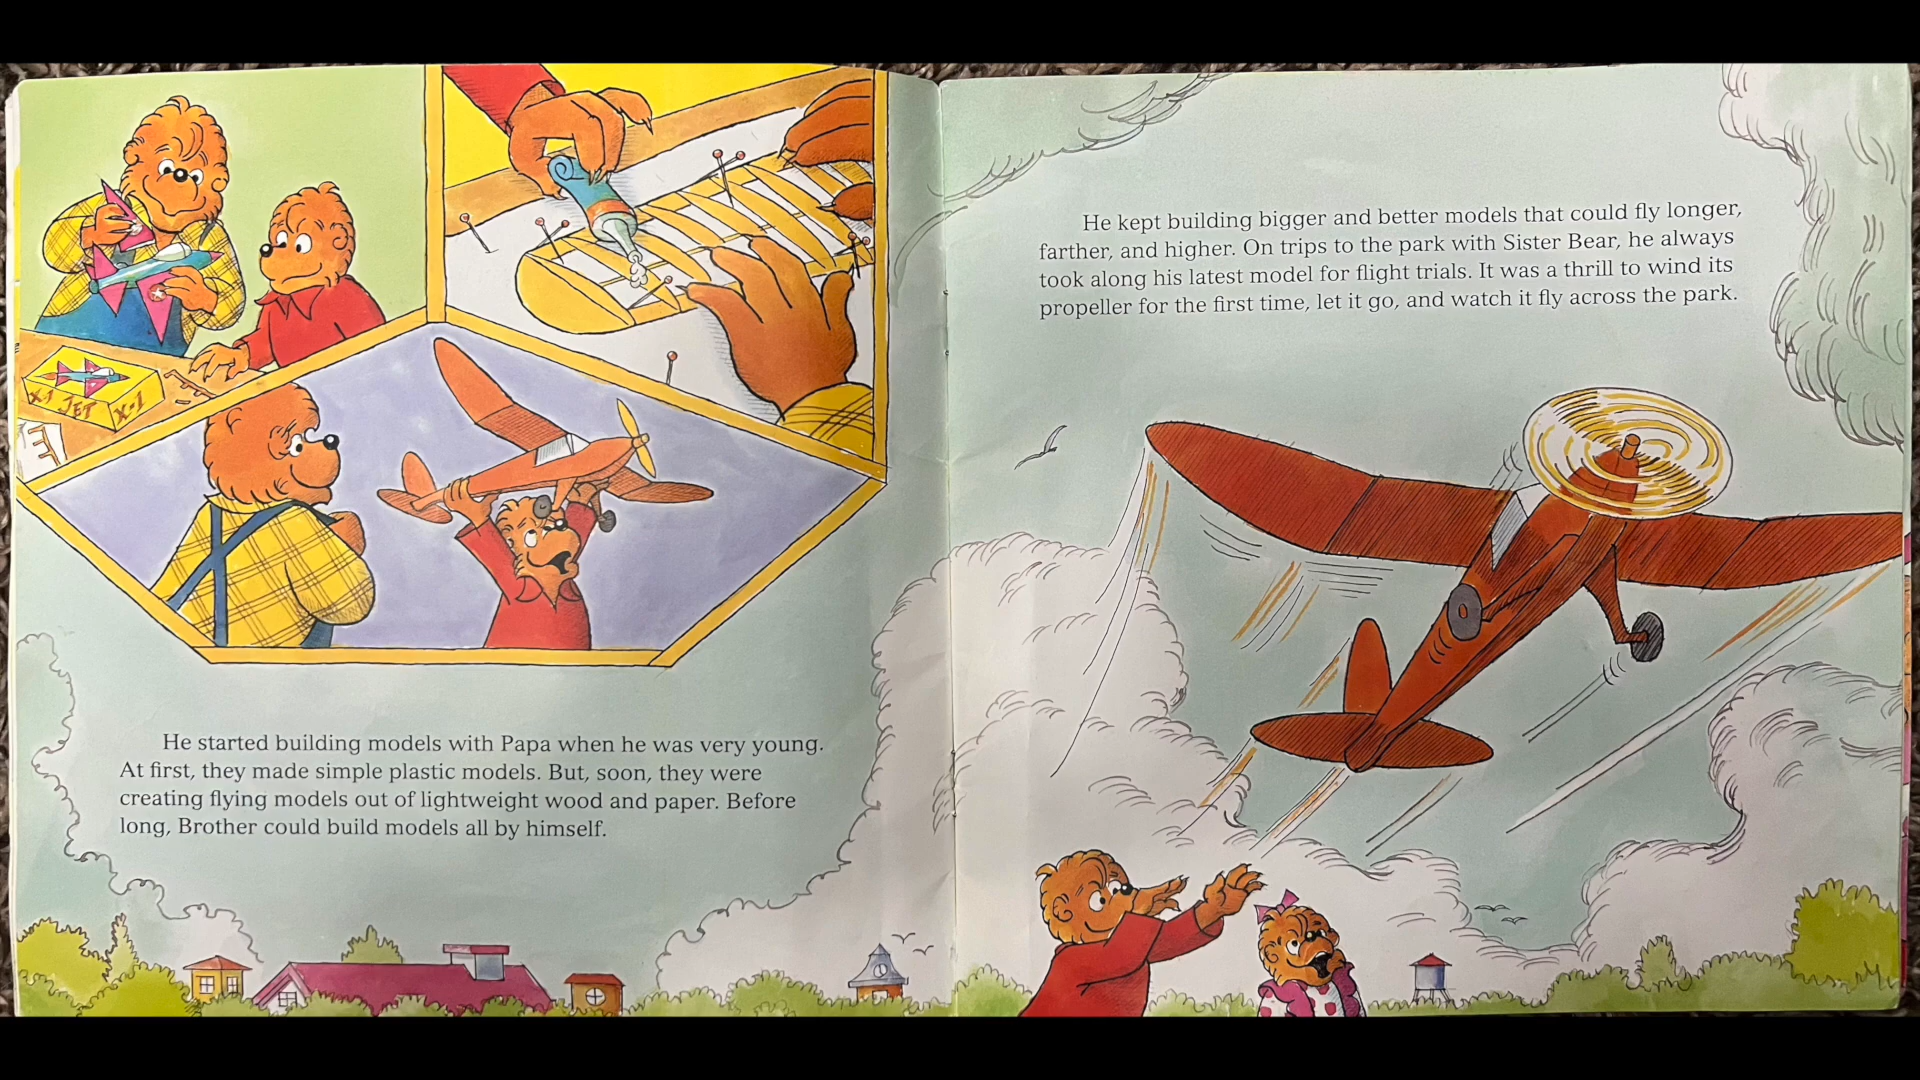 X-1 JET X-1
He started building models with Papa when he was very young.
At first, they made simple plastic models. But, soon, they were
creating flying models out of lightweight wood and paper. Before
long, Brother could build models all by himself.
He kept building bigger and better models that could fly longer,
farther, and higher. On trips to the park with Sister Bear, he always
took along his latest model for flight trials. It was a thrill to wind its
propeller for the first time, let it go, and watch it fly across the park.